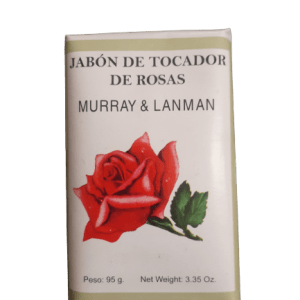 JABÓN DE TOCADOR
DE ROSAS
MURRAY & LANMAN
Peso: 95 g. Net Weight: 3.35 Oz.